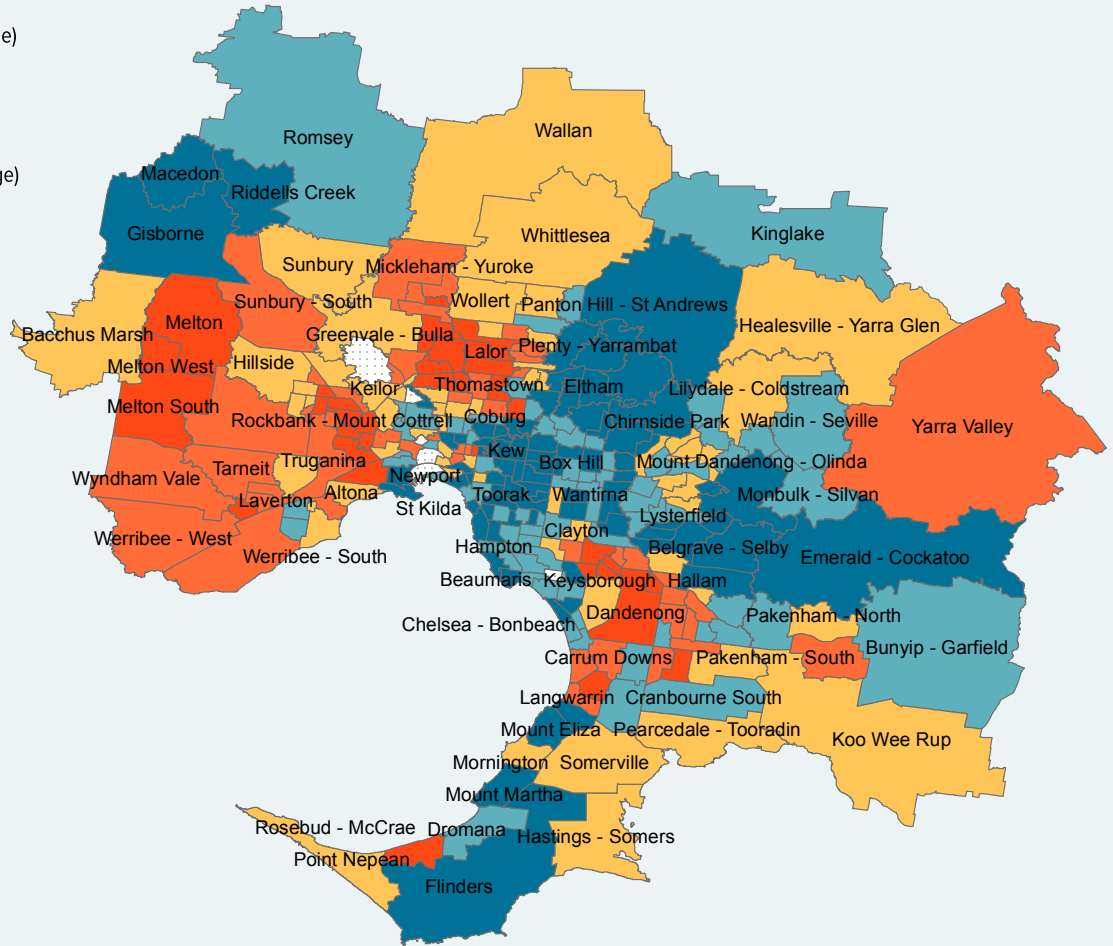 e)
Wallan
Romsey
ge)
Macedon
Riddells Creek
Gisborne
Whittlesea
Kinglake
Sunbury
Mickleham - Yuroke
Sunbury - South
Wollert
Panton Hill - St Andrews
Melton
Healesville - Yarra Glen
Bacchus Marsh
Greenvale - Bulla
Lalor
Plenty - Yarrambat
Melton West
Hillside
Keilor
Thomastown
Eltham
Lilydale - Coldstream
Melton South
Rockbank - Mount Cottrell
Coburg
Chirnside Park
Wandin - Seville
Yarra Valley
Kew
Box Hill
Mount Dandenong - Olinda
Tarneit
Truganina
Wyndham Vale
Newport
Altona
Laverton
St Kilda
Toorak
Wantirna
Monbulk - Silvan
Lysterfield
Clayton
Werribee - West
Hampton
Belgrave - Selby
Werribee - South
Emerald - Cockatoo
Beaumaris
Keysborough
Hallam
Dandenong
Pakenham - North
Chelsea - Bonbeach
Bunyip - Garfield
Carrum Downs
Pakenham - South
Langwarrin
Cranbourne South
Mount Eliza
Pearcedale - Tooradin
Koo Wee Rup
Mornington
Somerville
Mount Martha
Rosebud - McCrae
Dromana
Hastings - Somers
Point Nepean
Flinders